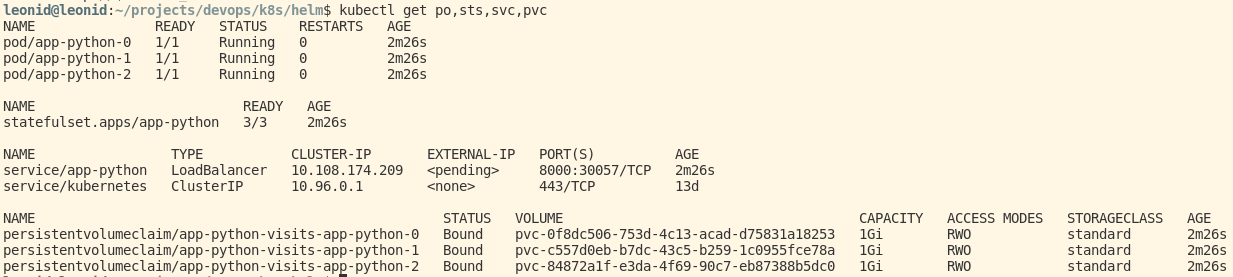 leonid@leonid:~/projects/devops/k8s/helm$ kubectl get po,sts,svc,pvc
NAME               READY   STATUS    RESTARTS   AGE
pod/app-python-0   1/1     Running   0          2m26s
pod/app-python-1   1/1     Running   0          2m26s
pod/app-python-2   1/1     Running   0          2m26s

NAME                          READY   AGE
statefulset.apps/app-python   3/3     2m26s

NAME                 TYPE           CLUSTER-IP       EXTERNAL-IP   PORT(S)          AGE
service/app-python   LoadBalancer   10.108.174.209   <pending>     8000:30057/TCP   2m26s
service/kubernetes   ClusterIP      10.96.0.1        <none>        443/TCP          13d

NAME                                                   STATUS   VOLUME                                     CAPACITY   ACCESS MODES   STORAGECLASS   AGE
persistentvolumeclaim/app-python-visits-app-python-0   Bound    pvc-0f8dc506-753d-4c13-acad-d75831a18253   1Gi        RWO            standard       2m26s
persistentvolumeclaim/app-python-visits-app-python-1   Bound    pvc-c557d0eb-b7dc-43c5-b259-1c0955fce78a   1Gi        RWO            standard       2m26s
persistentvolumeclaim/app-python-visits-app-python-2   Bound    pvc-84872a1f-e3da-4f69-90c7-eb87388b5dc0   1Gi        RWO            standard       2m26s